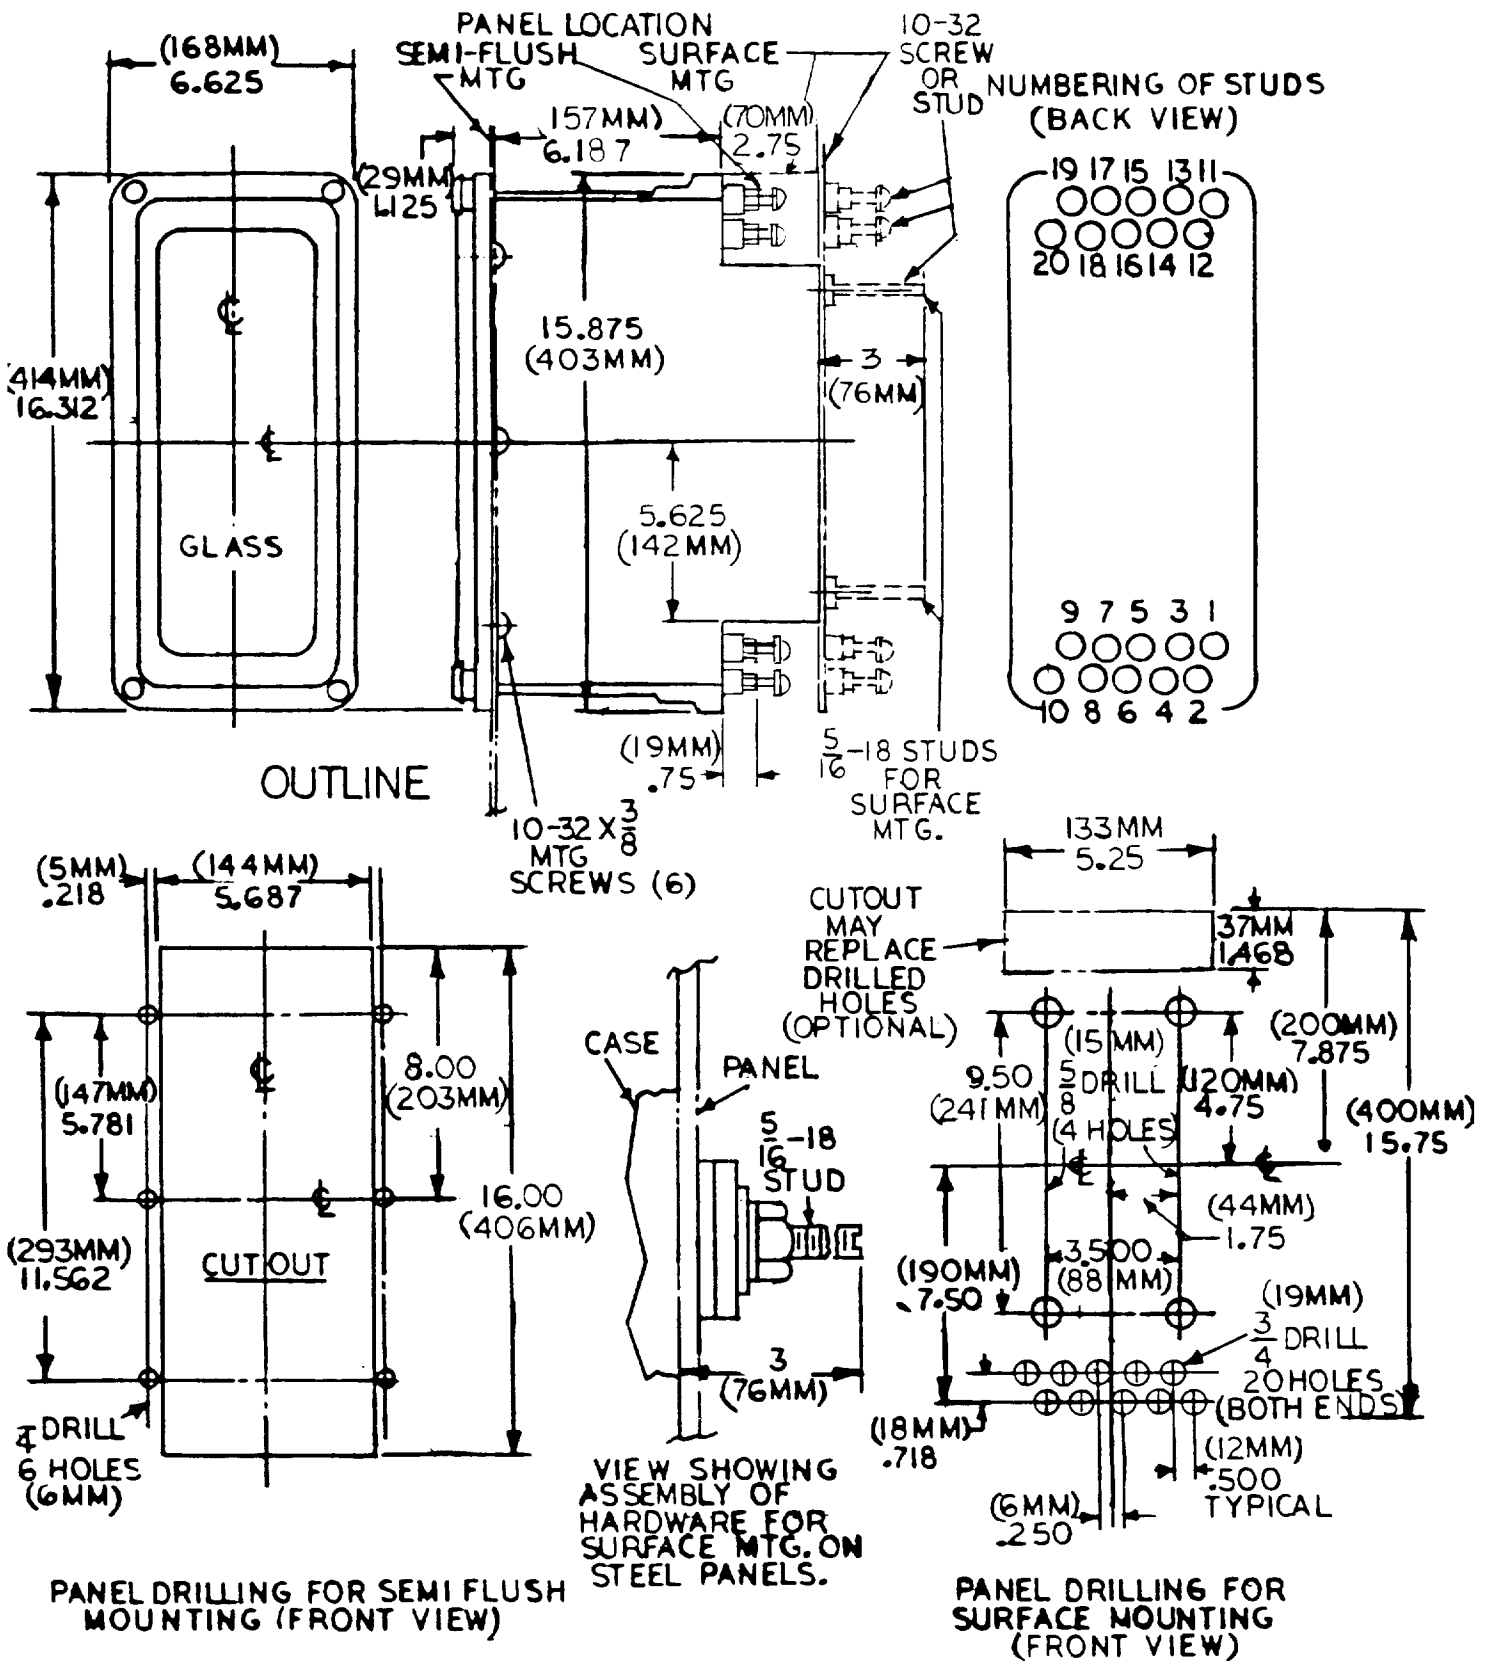 (168MM)
6.625
PANEL LOCATION
SEMI-FLUSH
MTG
SURFACE
MTG
10-32
SCREW
OR
STUD
NUMBERING OF STUDS
(BACK VIEW)
157MM)
6.187
(70MM)
2.75
(29MM)
1.125
19 17 15 13 11
20 18 16 14 12
15.875
(403MM)
3
(76MM)
(414MM)
16.312
5.625
(142MM)
GLASS
9 7 5 3 1
10 8 6 4 2
(19MM)
.75
5/16-18 STUDS
FOR
SURFACE
MTG.
OUTLINE
10-32 X 3/8
MTG
SCREWS (6)
(5MM)
.218
(144MM)
5.687
8.00
(203MM)
(147MM)
5.781
16.00
(406MM)
(293MM)
11.562
CUTOUT
DRILL
6 HOLES
(6MM)
PANEL DRILLING FOR SEMI FLUSH
MOUNTING (FRONT VIEW)
CASE
PANEL
5/16-18
STUD
3
(76MM)
VIEW SHOWING
ASSEMBLY OF
HARDWARE FOR
SURFACE MTG. ON
STEEL PANELS.
133MM
5.25
CUTOUT
MAY
REPLACE
DRILLED
HOLES
(OPTIONAL)
37MM
1.468
(200MM)
7.875
(15MM)
5/8 DRILL
(4 HOLES)
9.50
(241MM)
(120MM)
4.75
(400MM)
15.75
(44MM)
1.75
3.500
(88MM)
(190MM)
7.50
(19MM)
3/4 DRILL
20 HOLES
(BOTH ENDS)
(18MM)
.718
(12MM)
.500
TYPICAL
(6MM)
.250
PANEL DRILLING FOR
SURFACE MOUNTING
(FRONT VIEW)